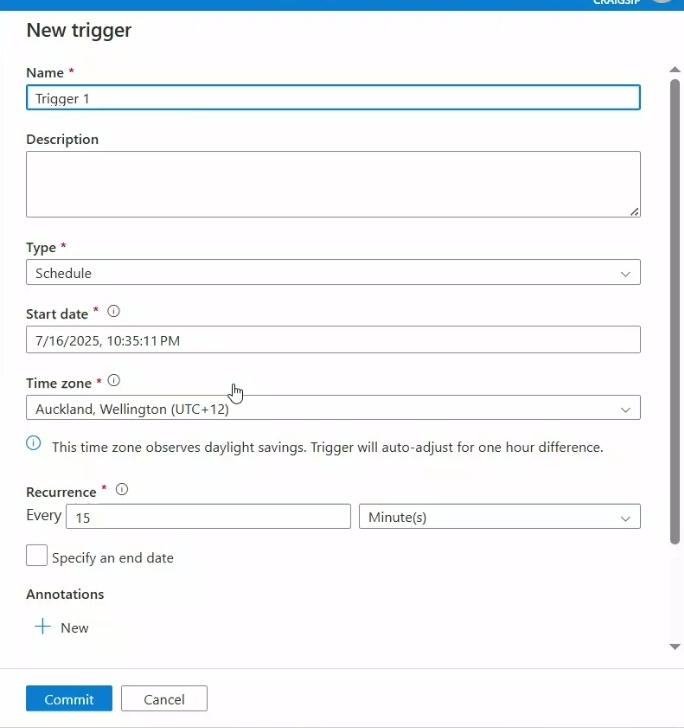 CRAIGSIP
New trigger
Name *
Trigger 1
Description
Type *
Schedule
Start date *
7/16/2025, 10:35:11 PM
Time zone *
Auckland, Wellington (UTC+12)
This time zone observes daylight savings. Trigger will auto-adjust for one hour difference.
Recurrence *
Every 15 Minute(s)
Specify an end date
Annotations
New
Commit Cancel